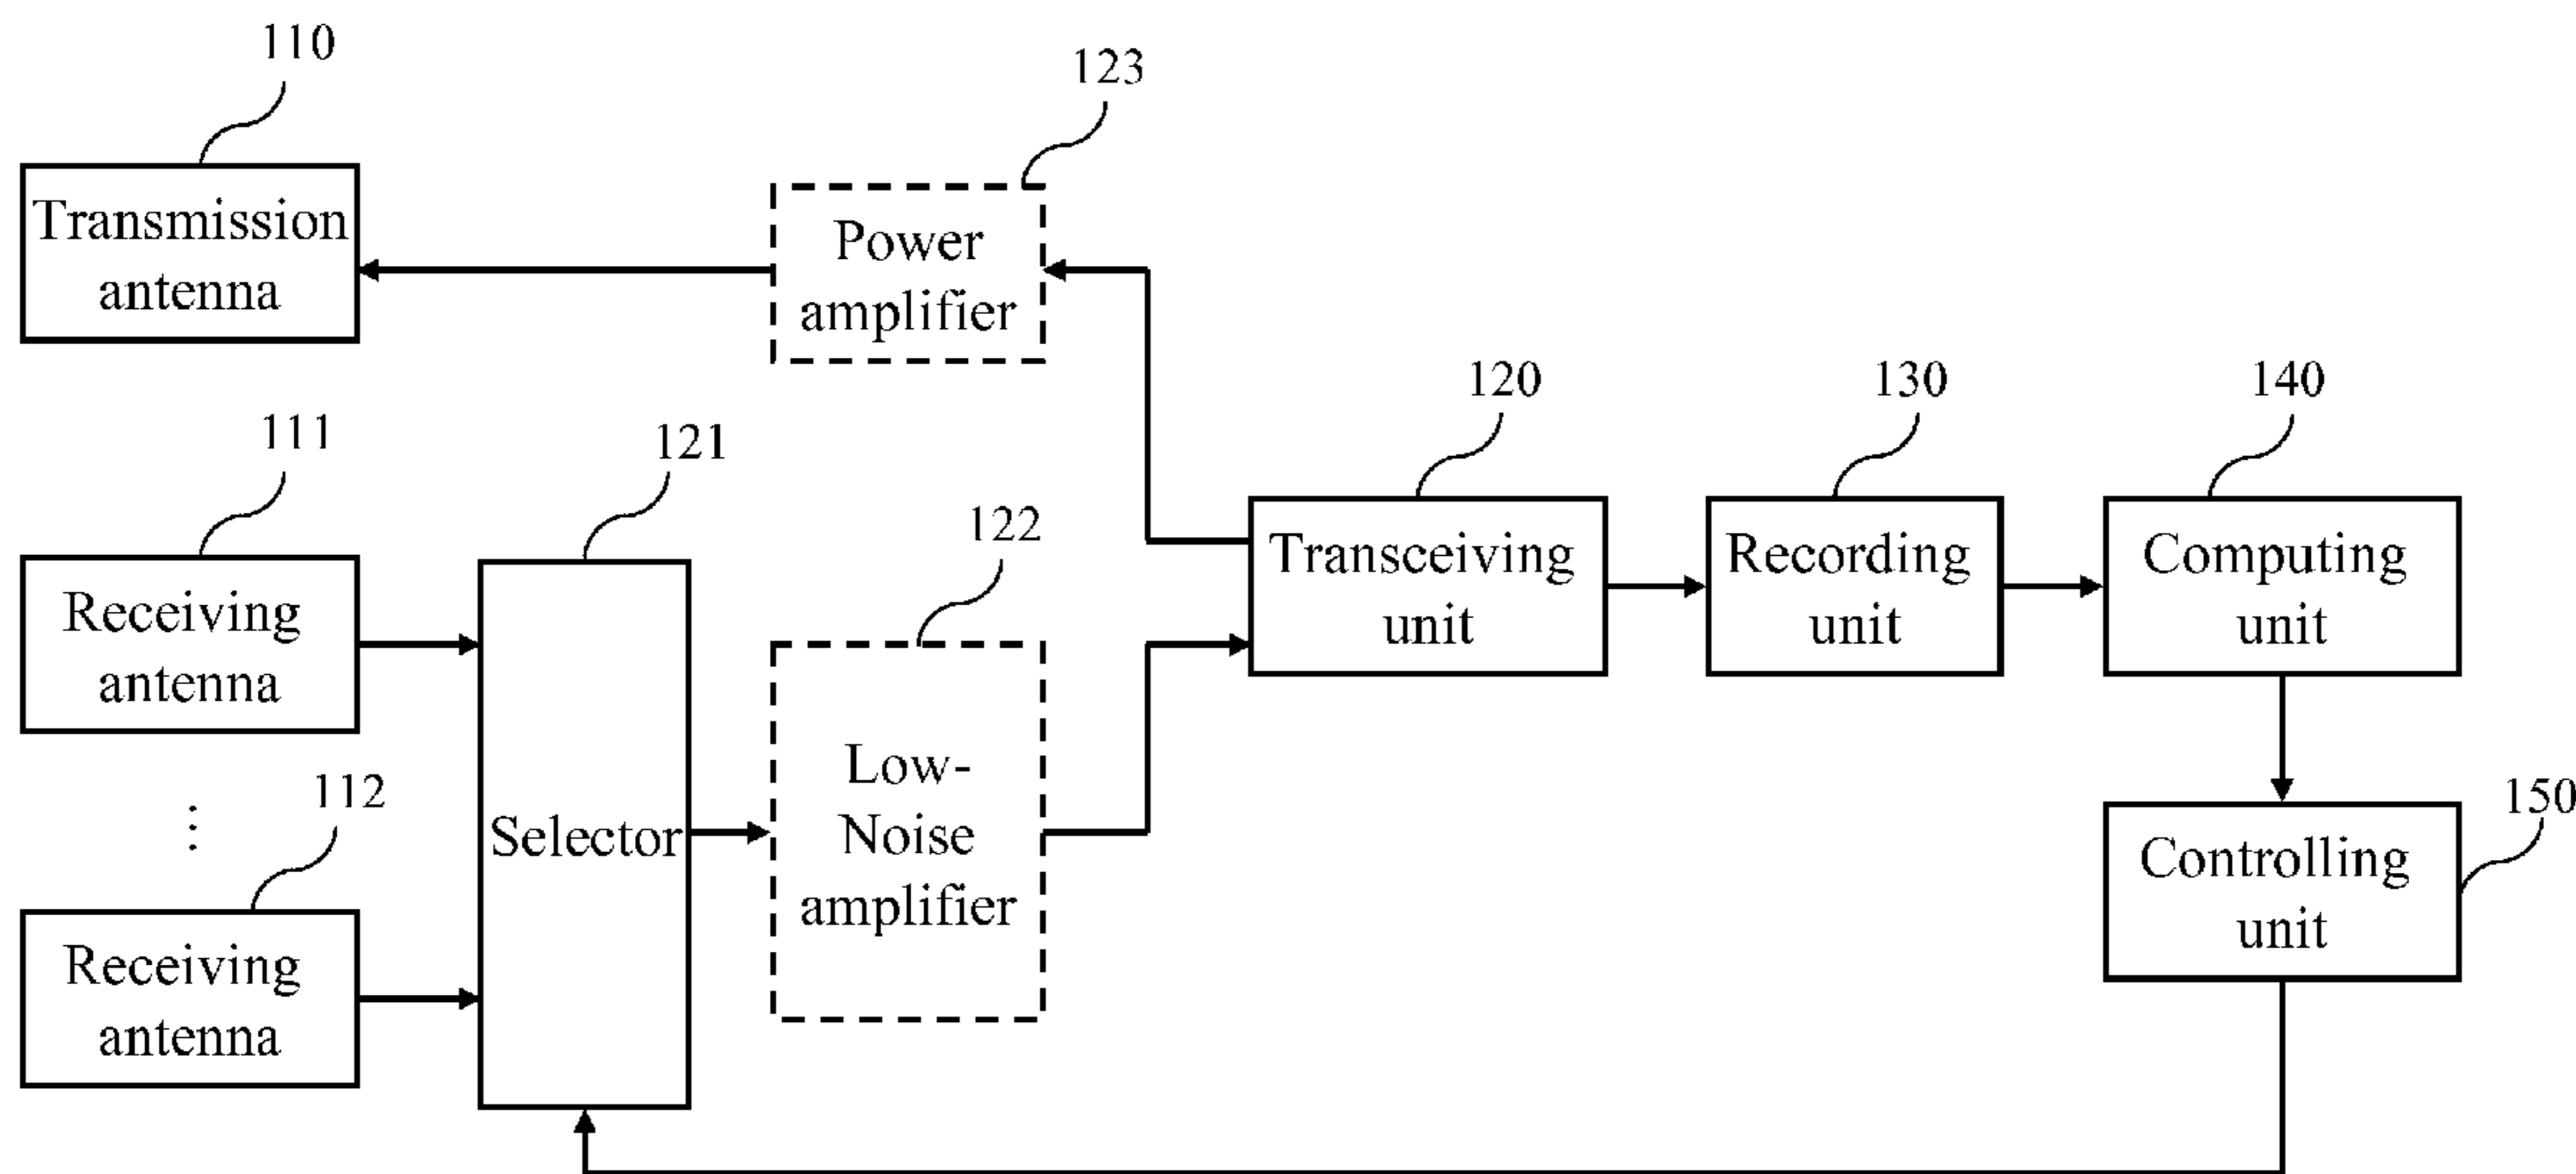 110
123
Transmission
antenna
Power
amplifier
120
130
140
111
121
122
Receiving
antenna
Transceiving
unit
Recording
unit
Computing
unit
112
Selector
Low-
Noise
amplifier
150
Controlling
unit
Receiving
antenna